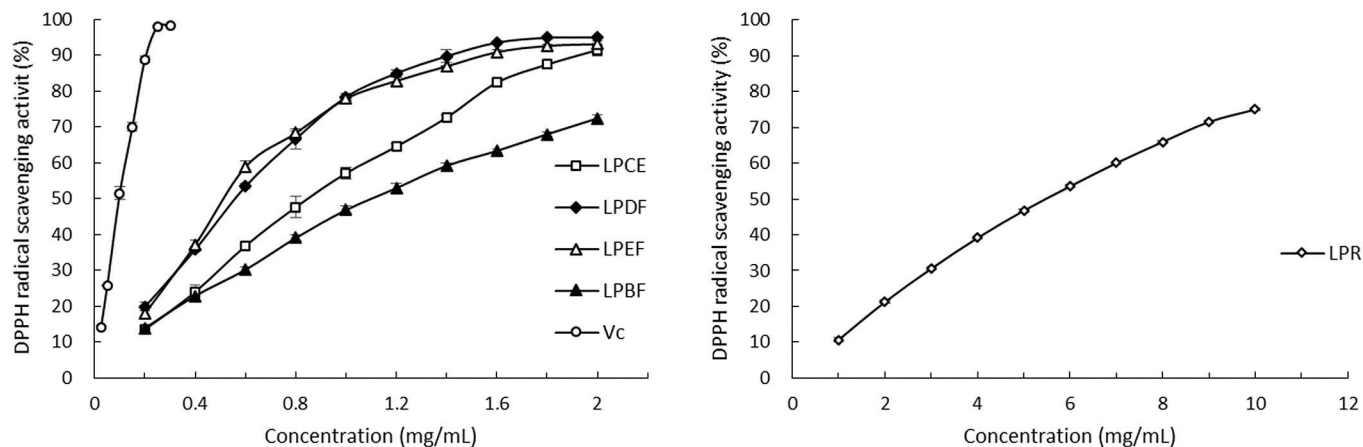 DPPH radical scavenging activit (%)
100
90
80
70
60
50
40
30
20
10
0
0 0.4 0.8 1.2 1.6 2
Concentration (mg/mL)
LPCE
LPDF
LPEF
LPBF
Vc
DPPH radical scavenging activity (%)
100
90
80
70
60
50
40
30
20
10
0
0 2 4 6 8 10 12
Concentration (mg/mL)
LPR